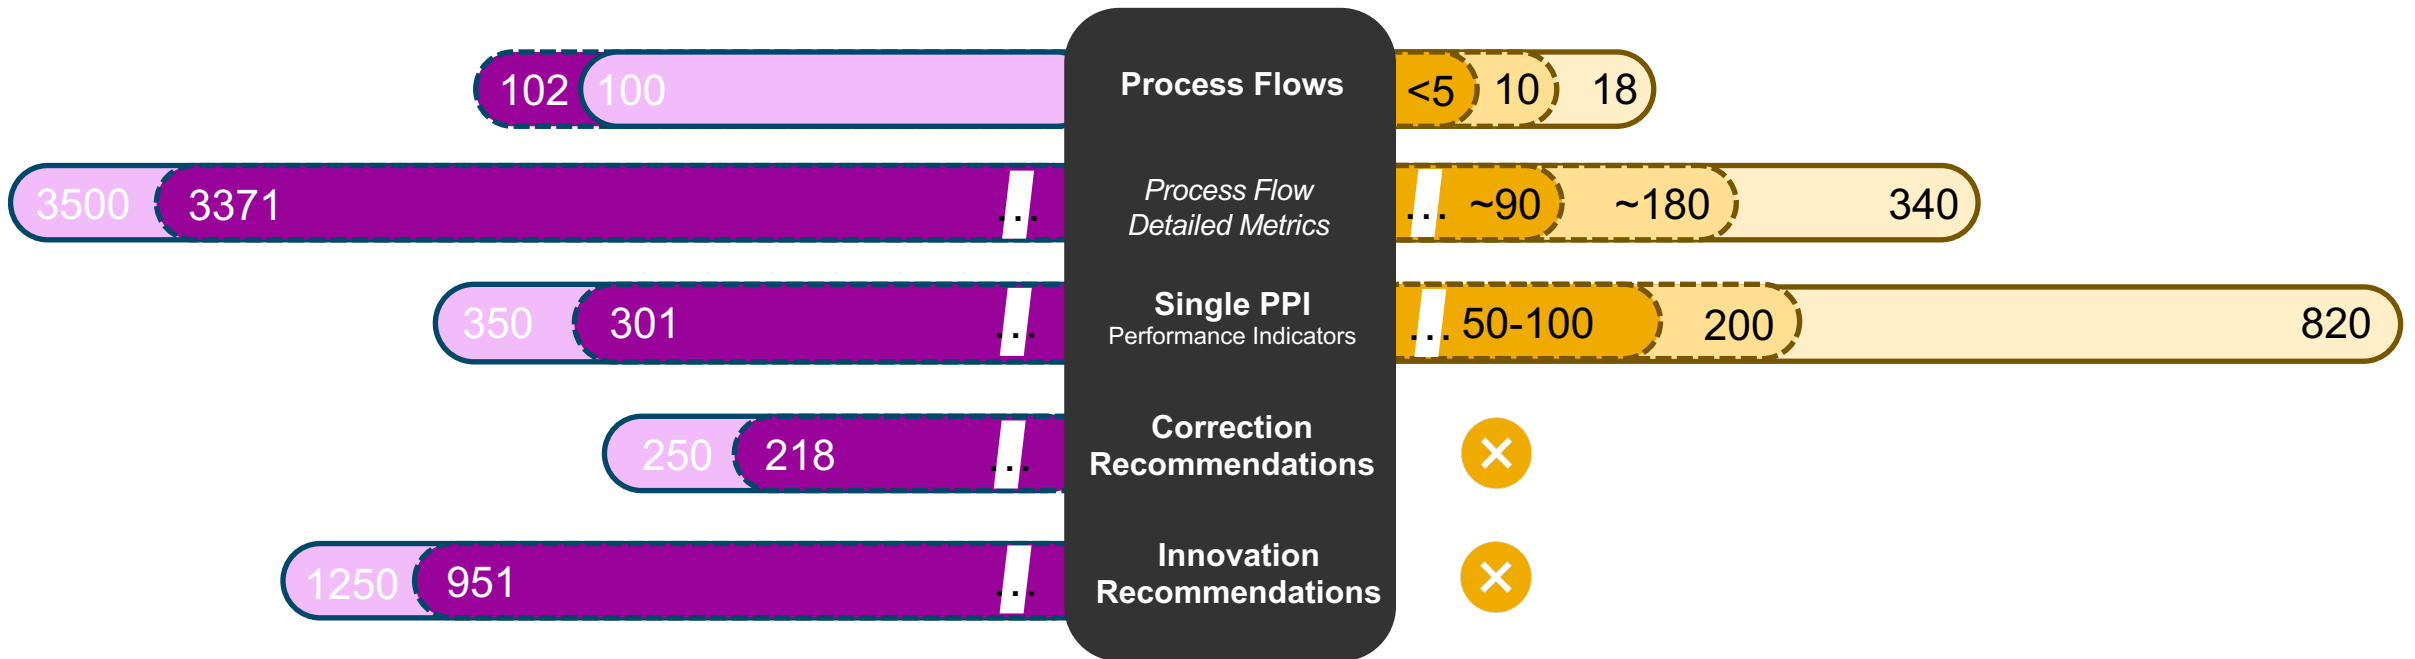 102 100 Process Flows <5 10 18
3500 3371 ... Process Flow
Detailed Metrics ... ~90 ~180 340
350 301 ... Single PPI
Performance Indicators ... 50-100 200 820
250 218 ... Correction
Recommendations
1250 951 ... Innovation
Recommendations